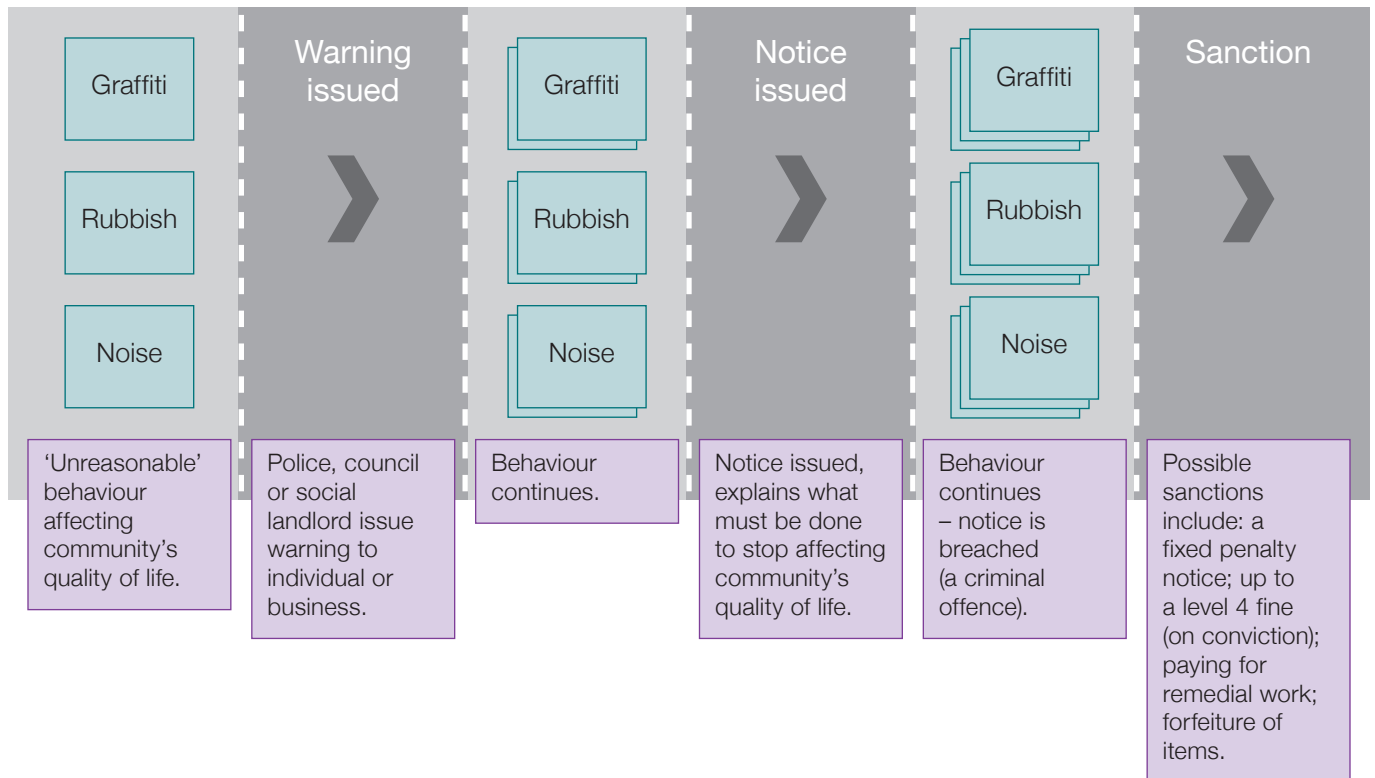 Graffiti
Rubbish
Noise
Warning
issued
Graffiti
Rubbish
Noise
Notice
issued
Graffiti
Rubbish
Noise
Sanction
‘Unreasonable’
behaviour
affecting
community’s
quality of life.
Police, council
or social
landlord issue
warning to
individual or
business.
Behaviour
continues.
Notice issued,
explains what
must be done
to stop affecting
community’s
quality of life.
Behaviour
continues
– notice is
breached
(a criminal
offence).
Possible
sanctions
include: a
fixed penalty
notice; up to
a level 4 fine
(on conviction);
paying for
remedial work;
forfeiture of
items.